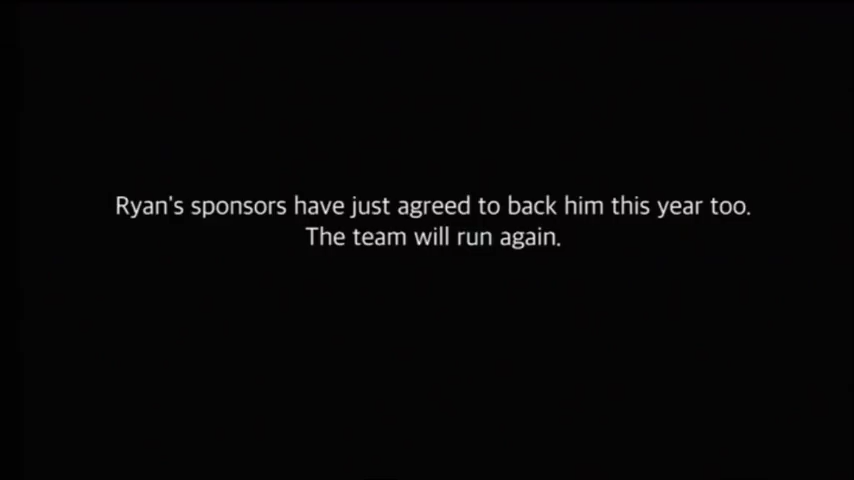 Ryan's sponsors have just agreed to back him this year too.
The team will run again.